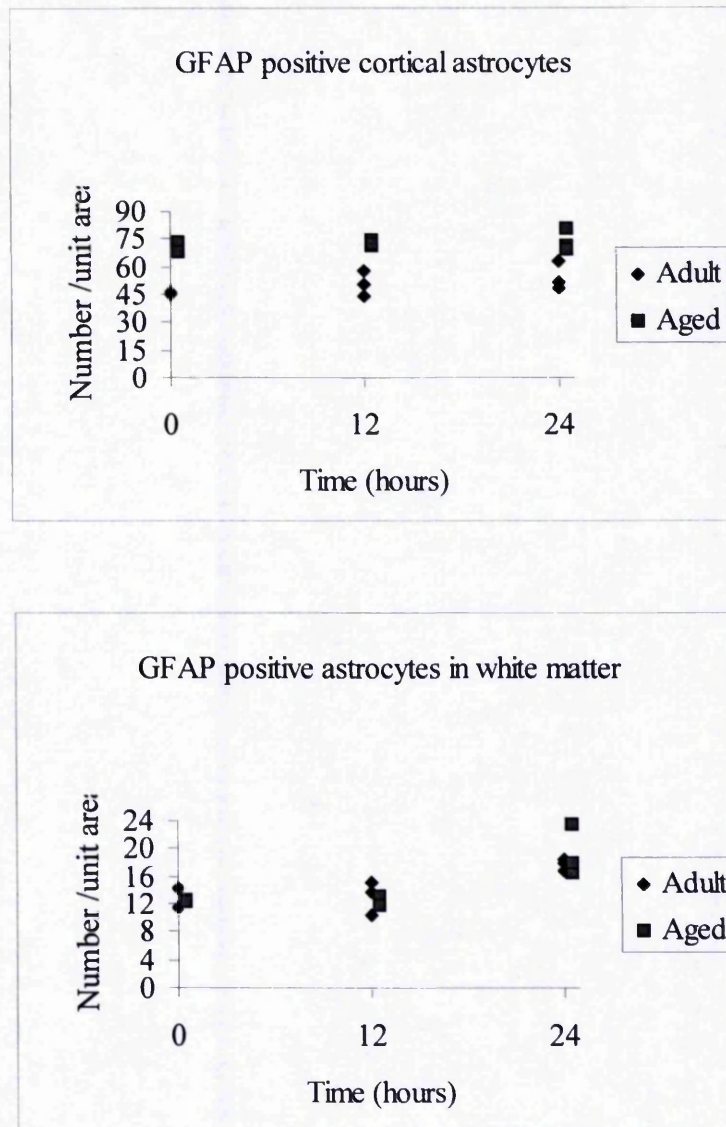 GFAP positive cortical astrocytes
Number /unit are
90
75
60
45
30
15
0
0 12 24
Time (hours)
Adult
Aged
GFAP positive astrocytes in white matter
Number /unit are
24
20
16
12
8
4
0
0 12 24
Time (hours)
Adult
Aged